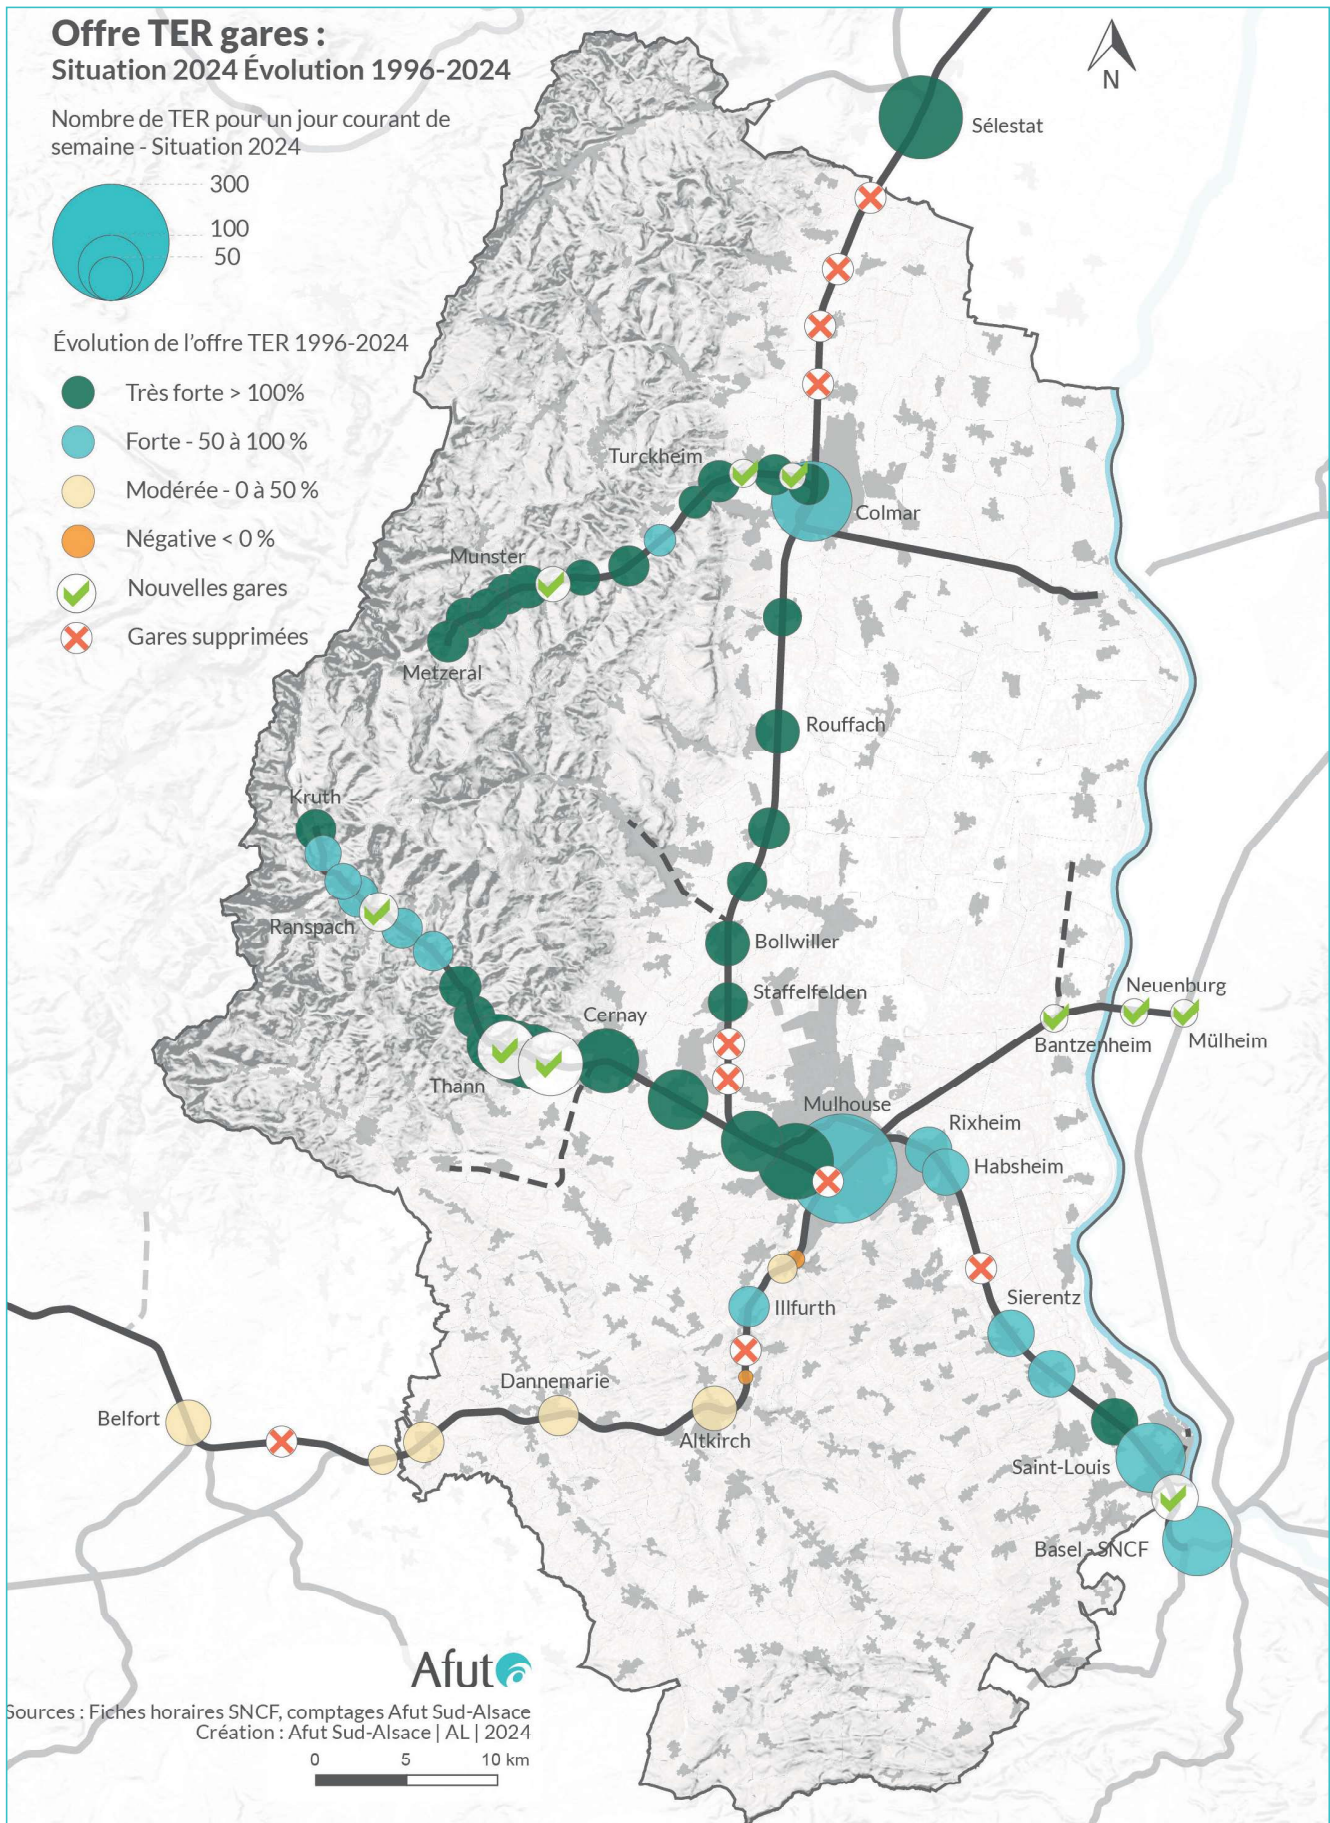 Offre TER gares :
Situation 2024 Évolution 1996-2024
Nombre de TER pour un jour courant de
semaine - Situation 2024
300
100
50
Évolution de l'offre TER 1996-2024
Très forte > 100%
Forte - 50 à 100 %
Modérée - 0 à 50 %
Négative < 0 %
Nouvelles gares
Gares supprimées
N
Sélestat
Turckheim
Colmar
Munster
Metzeral
Rouffach
Kruth
Ranspach
Bollwiller
Staffelfelden
Cernay
Thann
Neuenburg
Bantzenheim
Mülheim
Mulhouse
Rixheim
Habsheim
Sierentz
Illfurth
Dannemarie
Altkirch
Belfort
Saint-Louis
Basel - SNCF
Afut
Sources : Fiches horaires SNCF, comptages Afut Sud-Alsace
Création : Afut Sud-Alsace | AL | 2024
0 5 10 km